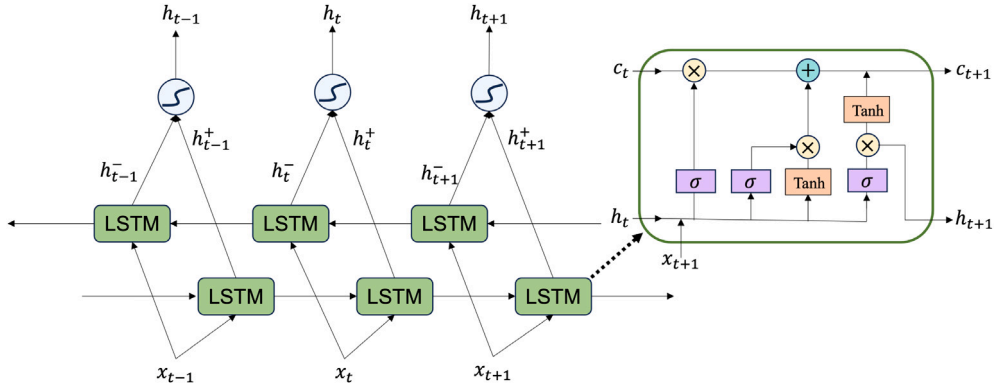 h_{t-1} h_t h_{t+1}
c_t × + c_{t+1}
Tanh
h^-_{t-1} h^+_{t-1} h^-_t h^+_t h^-_{t+1} h^+_{t+1}
× ×
σ σ Tanh σ
LSTM LSTM LSTM
h_t h_{t+1}
x_{t+1}
LSTM LSTM LSTM
x_{t-1} x_t x_{t+1}